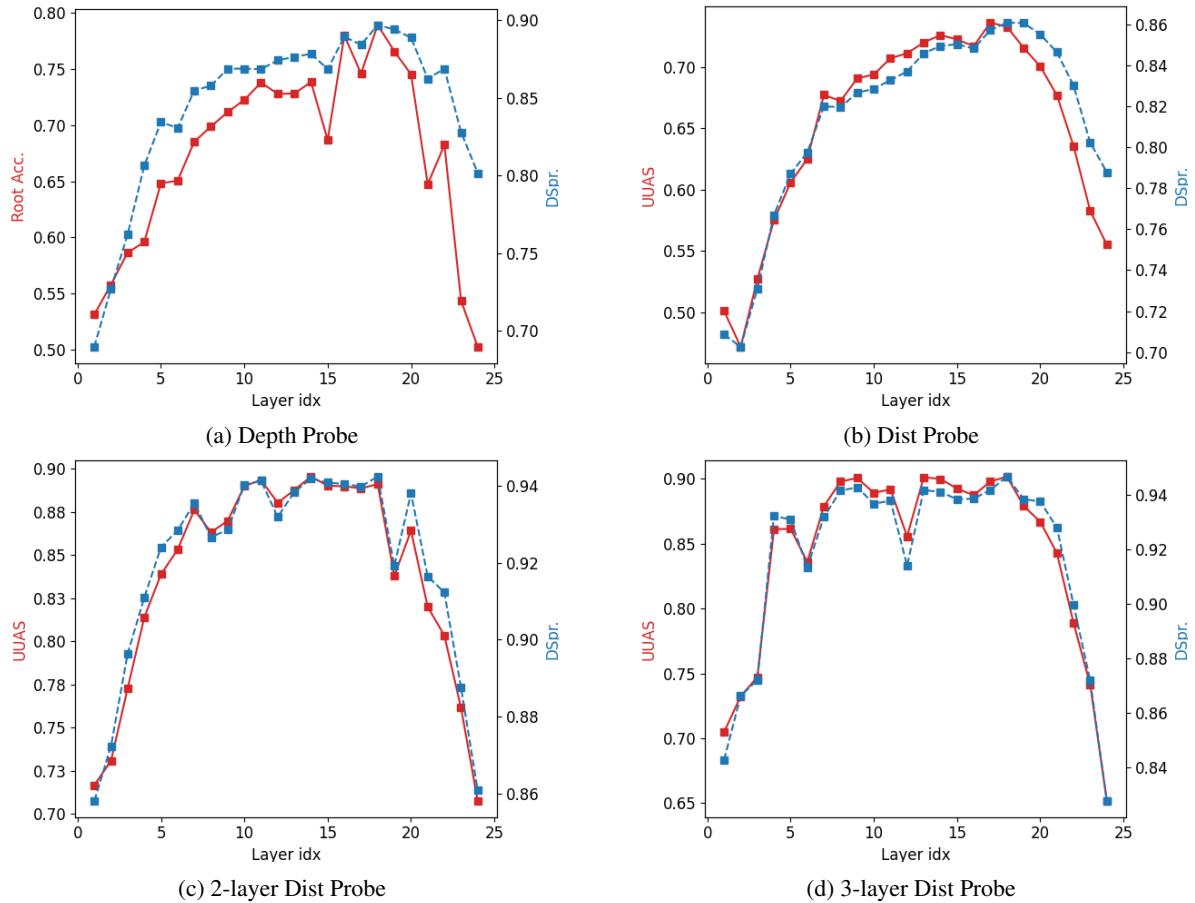 0.80
0.75
0.70
0.65
0.60
0.55
0.50
Root Acc.
0.90
0.85
0.80
0.75
0.70
DSpr.
0 5 10 15 20 25
Layer idx
(a) Depth Probe
0.70
0.65
0.60
0.55
0.50
UUAS
0.86
0.84
0.82
0.80
0.78
0.76
0.74
0.72
0.70
DSpr.
0 5 10 15 20 25
Layer idx
(b) Dist Probe
0.90
0.88
0.85
0.83
0.80
0.78
0.75
0.73
0.70
UUAS
0.94
0.92
0.90
0.88
0.86
DSpr.
0 5 10 15 20 25
Layer idx
(c) 2-layer Dist Probe
0.90
0.85
0.80
0.75
0.70
0.65
UUAS
0.94
0.92
0.90
0.88
0.86
0.84
DSpr.
0 5 10 15 20 25
Layer idx
(d) 3-layer Dist Probe